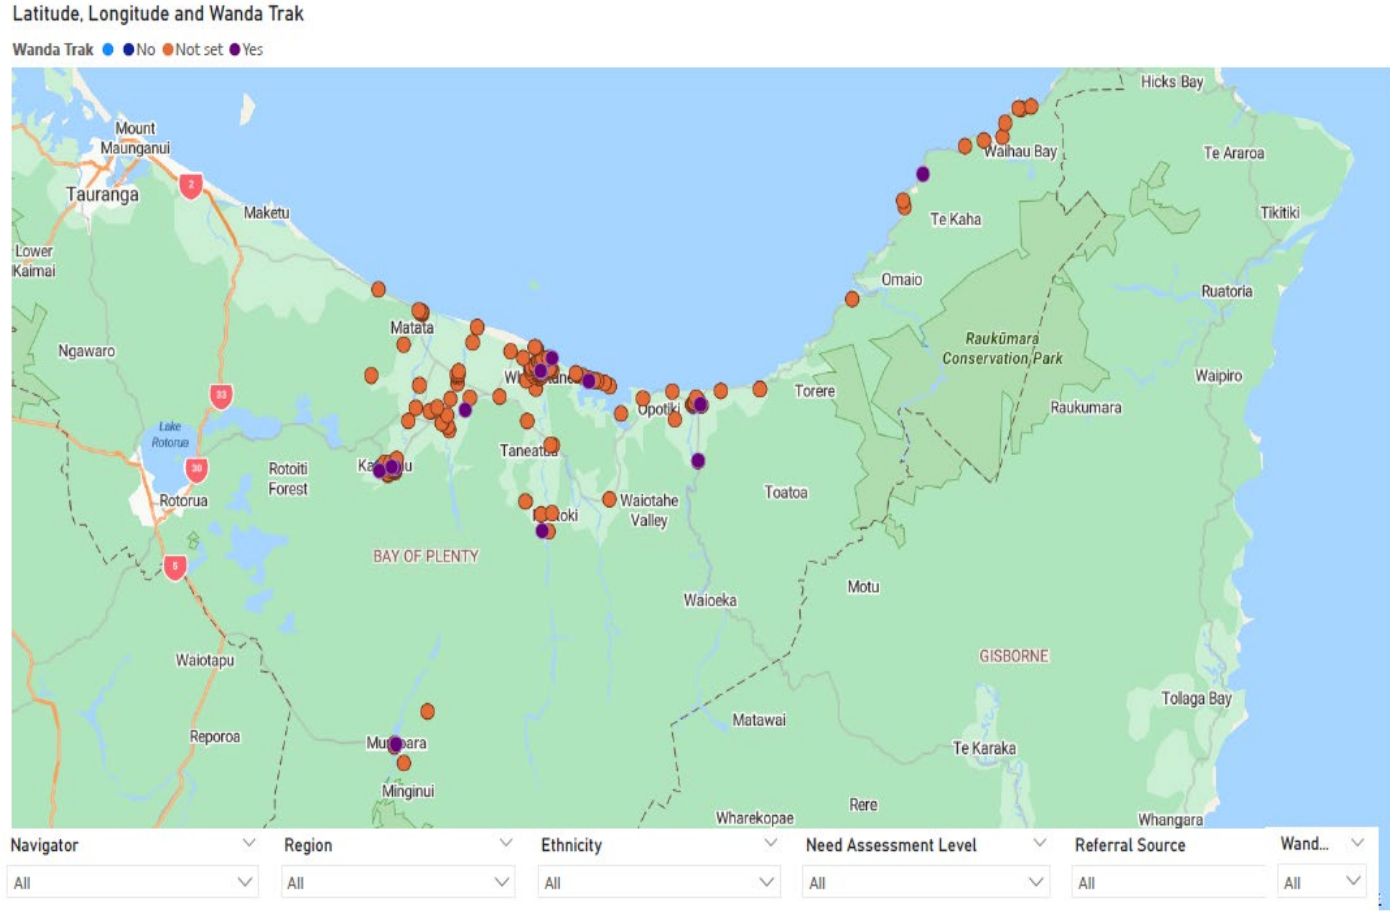 Latitude, Longitude and Wanda Trak
Wanda Trak No Not set Yes
Hicks Bay
Mount
Maunganui
Waihau Bay
Te Araroa
2
Tauranga
Maketu
Te Kaha
Tikitiki
Lower
Kaimai
Omaio
Ruatoria
Matata
Raukūmara
Conservation Park
Ngawaro
Waipiro
33
Torere
Opotiki
Raukumara
Lake
Rotorua
Taneatua
30
Rotoiti
Forest
Rotorua
Toatoa
Waiotahe
Valley
BAY OF PLENTY
5
Motu
Waioeka
GISBORNE
Waiotapu
Tolaga Bay
Matawai
Reporoa
Te Karaka
Minginui
Rere
Wharekopae
Whangara
Navigator Region Ethnicity Need Assessment Level Referral Source Wand...
All All All All All All